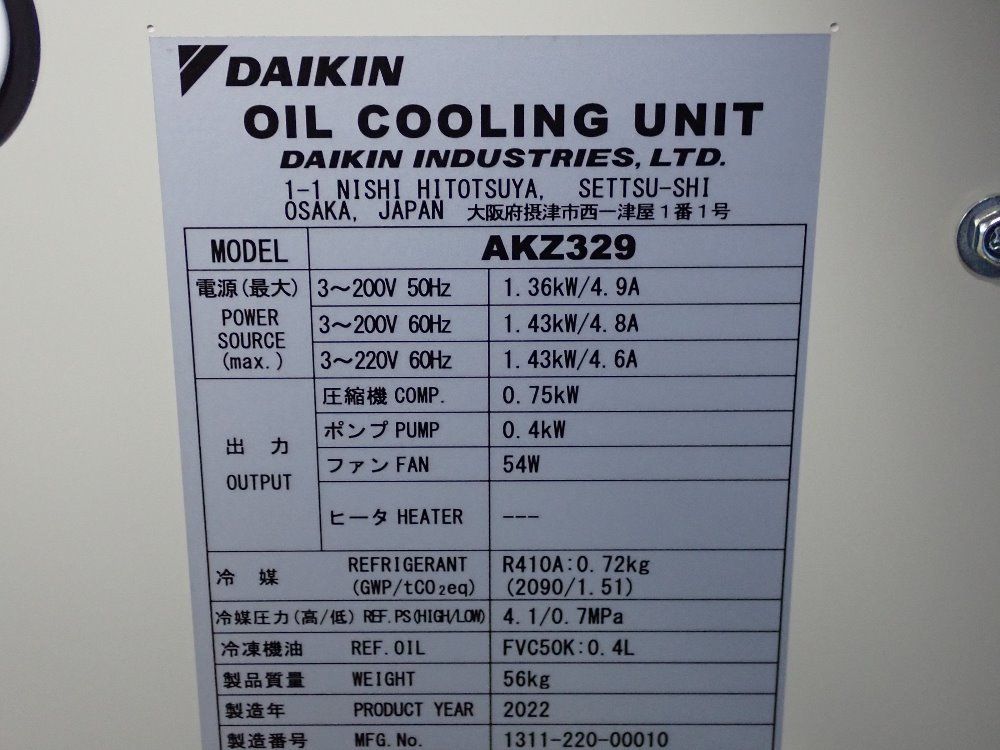 DAIKIN
OIL COOLING UNIT
DAIKIN INDUSTRIES, LTD.
1-1 NISHI HITOTSUYA, SETTSU-SHI
OSAKA, JAPAN 大阪府摂津市西一津屋1番1号
MODEL AKZ329
電源(最大) 3～200V 50Hz 1.36kW/4.9A
POWER SOURCE (max.) 3～200V 60Hz 1.43kW/4.8A
3～220V 60Hz 1.43kW/4.6A
出力 OUTPUT 圧縮機 COMP. 0.75kW
ポンプ PUMP 0.4kW
ファン FAN 54W
ヒータ HEATER ---
冷媒 REFRIGERANT R410A:0.72kg
(GWP/tCO₂eq) (2090/1.51)
冷媒圧力(高/低) REF.PS(HIGH/LOW) 4.1/0.7MPa
冷凍機油 REF.OIL FVC50K:0.4L
製品質量 WEIGHT 56kg
製造年 PRODUCT YEAR 2022
製造番号 MFG.No. 1311-220-00010